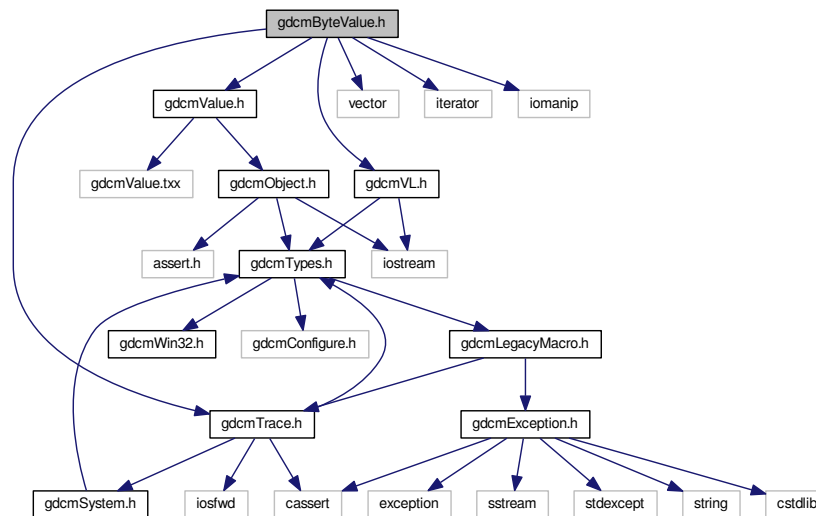 gdcmByteValue.h
gdcmValue.h
vector
iterator
iomanip
gdcmValue.txx
gdcmObject.h
gdcmVL.h
assert.h
gdcmTypes.h
iostream
gdcmWin32.h
gdcmConfigure.h
gdcmLegacyMacro.h
gdcmTrace.h
gdcmException.h
gdcmSystem.h
iosfwd
cassert
exception
sstream
stdexcept
string
cstdlib